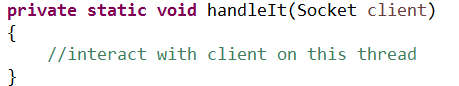 private static void handleIt(Socket client)
{
    //interact with client on this thread
}